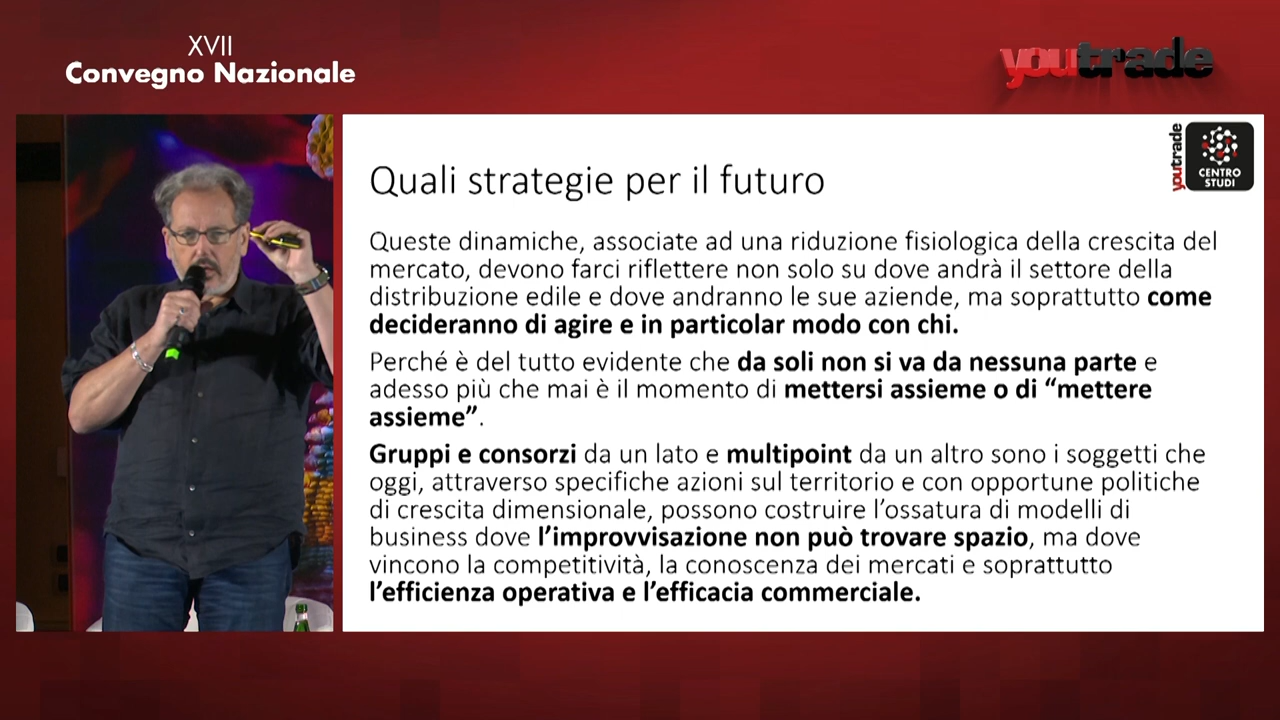 XVII
Convegno Nazionale
youtrade
youtrade
CENTRO
STUDI
Quali strategie per il futuro
Queste dinamiche, associate ad una riduzione fisiologica della crescita del
mercato, devono farci riflettere non solo su dove andrà il settore della
distribuzione edile e dove andranno le sue aziende, ma soprattutto come
decideranno di agire e in particolar modo con chi.
Perché è del tutto evidente che da soli non si va da nessuna parte e
adesso più che mai è il momento di mettersi assieme o di “mettere
assieme”.
Gruppi e consorzi da un lato e multipoint da un altro sono i soggetti che
oggi, attraverso specifiche azioni sul territorio e con opportune politiche
di crescita dimensionale, possono costruire l’ossatura di modelli di
business dove l’improvvisazione non può trovare spazio, ma dove
vincono la competitività, la conoscenza dei mercati e soprattutto
l’efficienza operativa e l’efficacia commerciale.